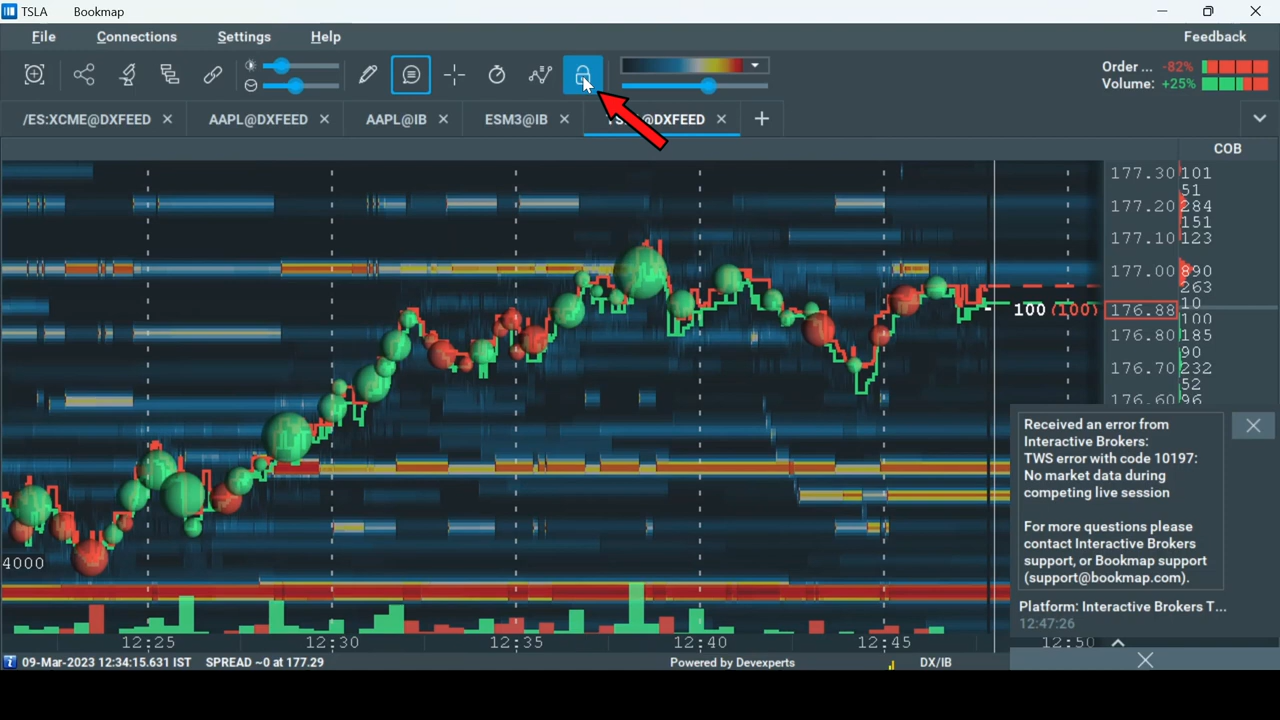 TSLA Bookmap
File Connections Settings Help Feedback
Order ... -82%
Volume: +25%
/ES:XCME@DXFEED AAPL@DXFEED AAPL@IB ESM3@IB @DXFEED
COB
177.30 101
51
177.20 284
151
177.10 123
177.00 890
263
10
100 (100) 176.88
100
176.80 185
90
176.70 232
52
176.60 96
Received an error from
Interactive Brokers:
TWS error with code 10197:
No market data during
competing live session
For more questions please
contact Interactive Brokers
support, or Bookmap support
(support@bookmap.com).
Platform: Interactive Brokers T...
12:47:26
4000
12:25 12:30 12:35 12:40 12:45 12:50
09-Mar-2023 12:34:15.631 IST SPREAD ~0 at 177.29 Powered by Devexperts DX/IB